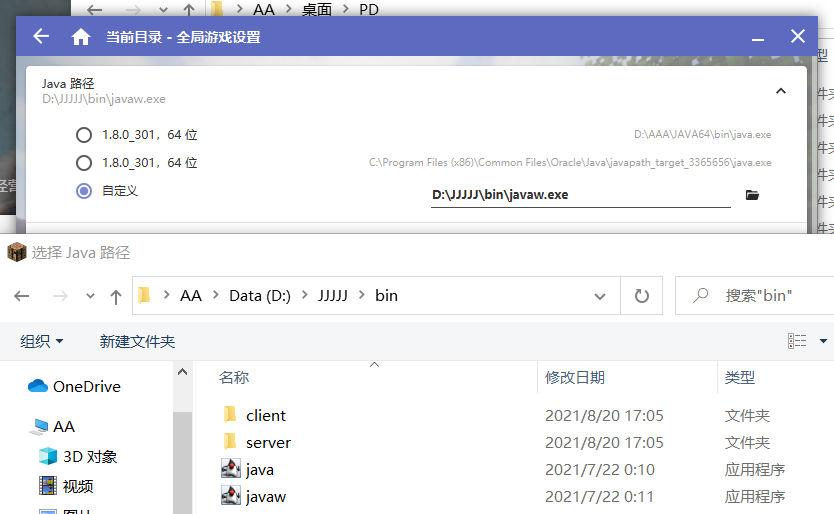 AA 桌面 PD
当前目录 - 全局游戏设置
Java 路径
D:\JJJJJ\bin\javaw.exe
1.8.0_301，64 位 D:\AAA\JAVA64\bin\java.exe
1.8.0_301，64 位 C:\Program Files (x86)\Common Files\Oracle\Java\javapath_target_3365656\java.exe
自定义 D:\JJJJJ\bin\javaw.exe
选择 Java 路径
AA Data (D:) JJJJJ bin 搜索"bin"
组织 新建文件夹
名称 修改日期 类型
OneDrive
client 2021/8/20 17:05 文件夹
AA
server 2021/8/20 17:05 文件夹
3D 对象
java 2021/7/22 0:10 应用程序
视频
javaw 2021/7/22 0:11 应用程序